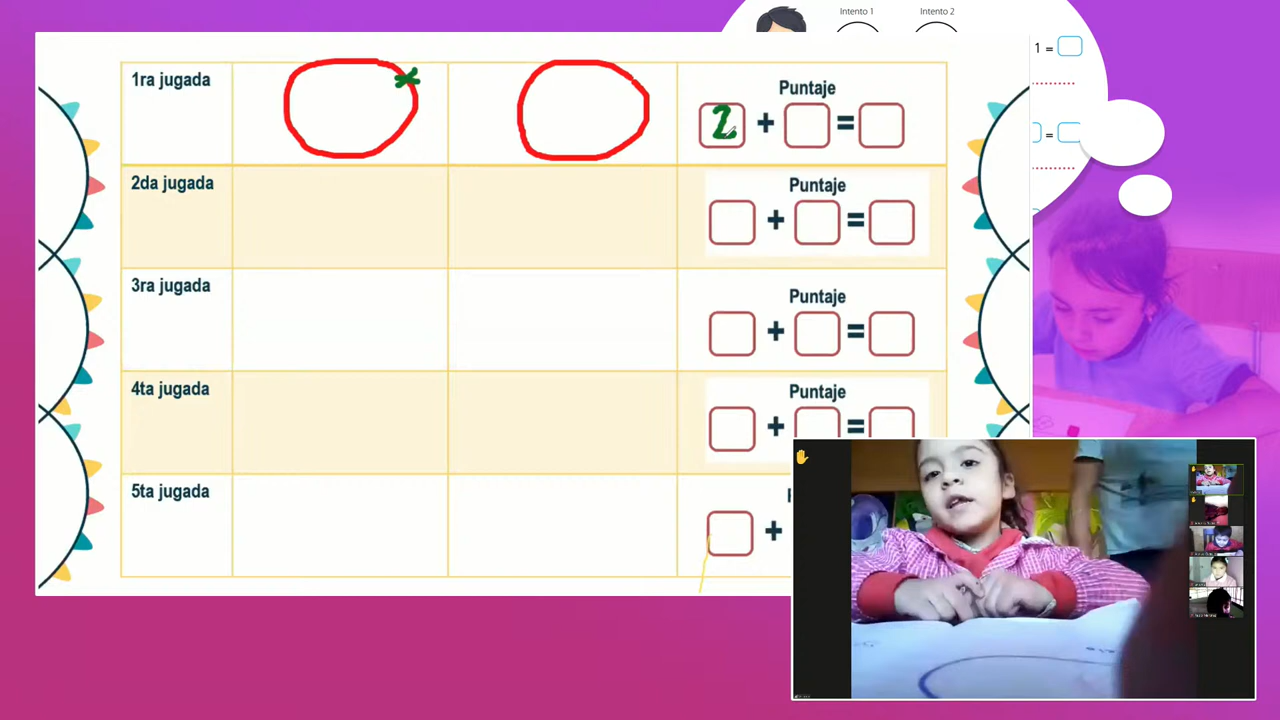 Intento 1 Intento 2
1 =
=
1ra jugada
Puntaje
2 + =
2da jugada
Puntaje
+ =
3ra jugada
Puntaje
+ =
4ta jugada
Puntaje
+ =
5ta jugada
+